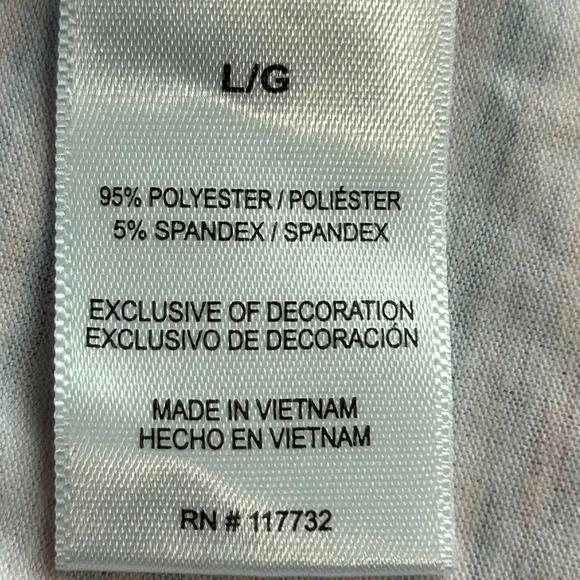 L/G
95% POLYESTER / POLIÉSTER
5% SPANDEX / SPANDEX
EXCLUSIVE OF DECORATION
EXCLUSIVO DE DECORACIÓN
MADE IN VIETNAM
HECHO EN VIETNAM
RN # 117732